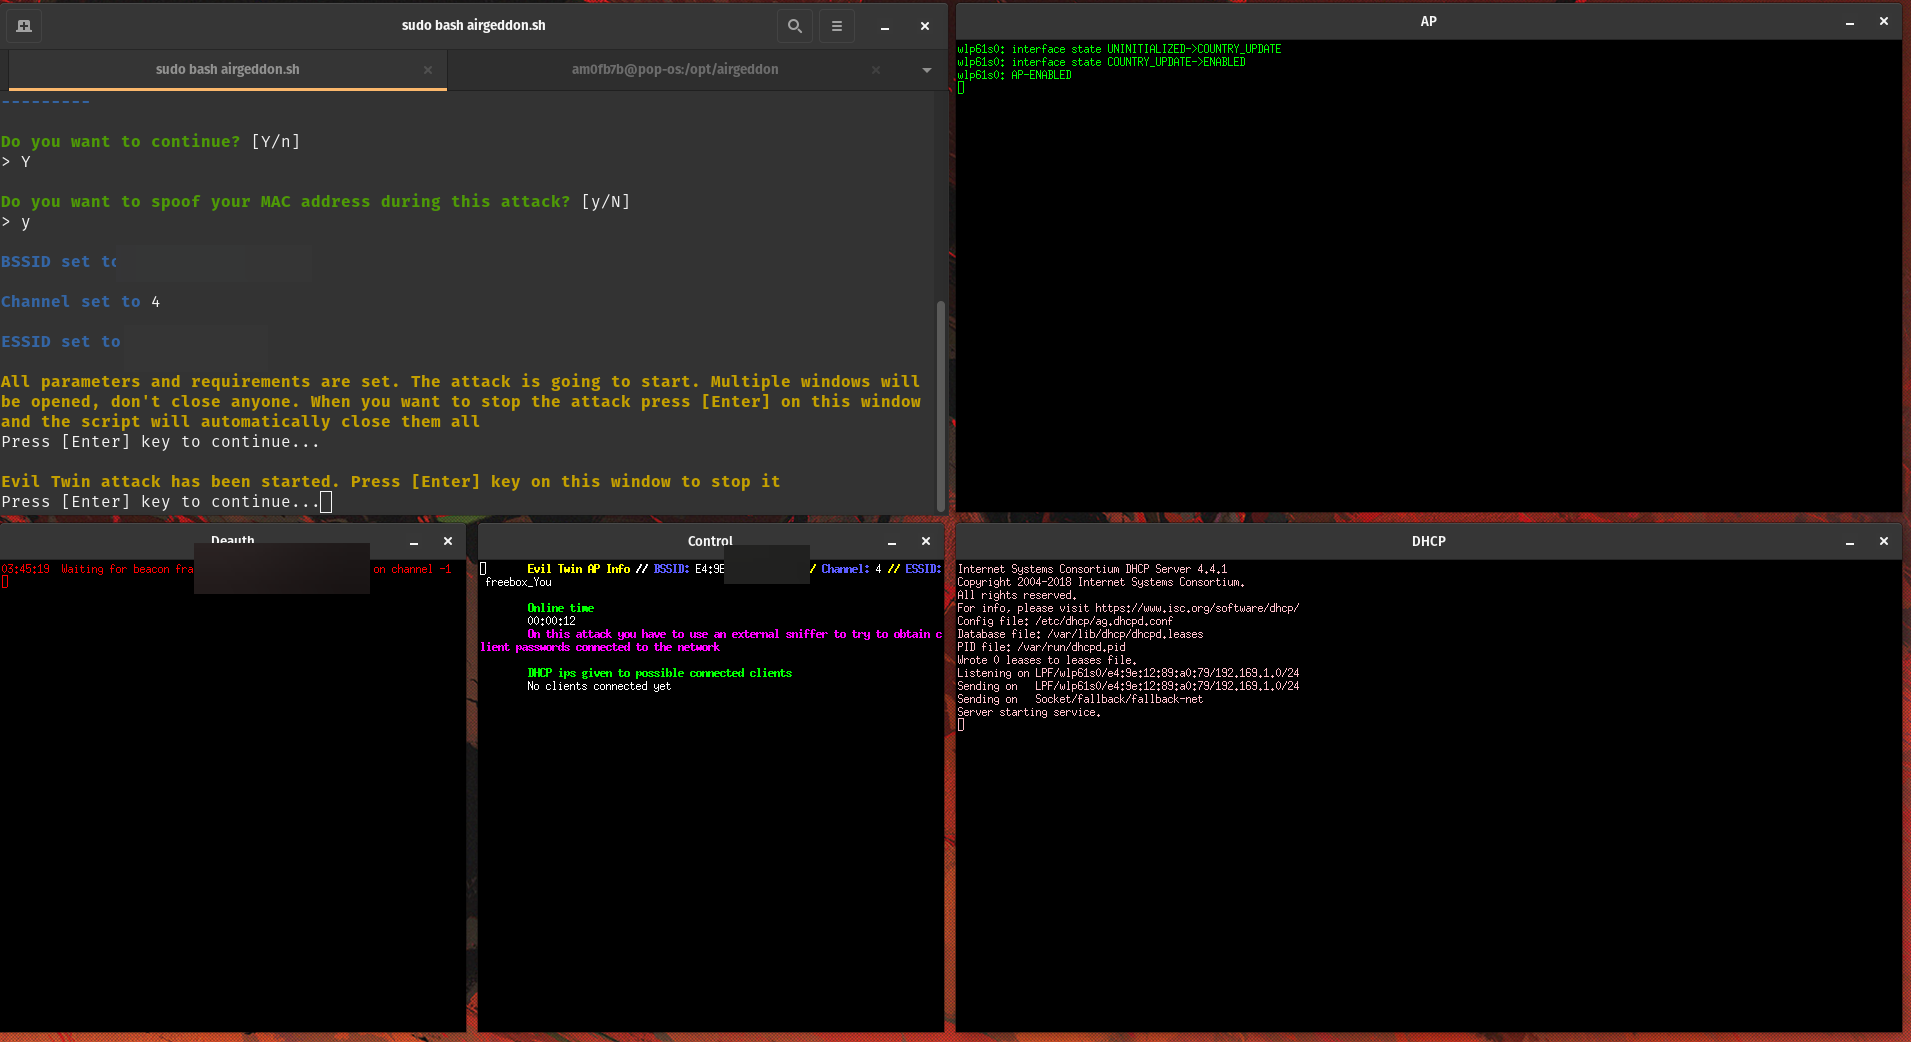 sudo bash airgeddon.sh
sudo bash airgeddon.sh
am0fb7b@pop-os:/opt/airgeddon
---------
Do you want to continue? [Y/n]
> Y
Do you want to spoof your MAC address during this attack? [y/N]
> y
BSSID set to
Channel set to 4
ESSID set to
All parameters and requirements are set. The attack is going to start. Multiple windows will
be opened, don't close anyone. When you want to stop the attack press [Enter] on this window
and the script will automatically close them all
Press [Enter] key to continue...
Evil Twin attack has been started. Press [Enter] key on this window to stop it
Press [Enter] key to continue...
AP
wlp61s0: interface state UNINITIALIZED->COUNTRY_UPDATE
wlp61s0: interface state COUNTRY_UPDATE->ENABLED
wlp61s0: AP-ENABLED
Deauth
03:45:19  Waiting for beacon fra on channel -1
Control
Evil Twin AP Info // BSSID: E4:9E / Channel: 4 // ESSID:
freebox_You
Online time
00:00:12
On this attack you have to use an external sniffer to try to obtain c
lient passwords connected to the network
DHCP ips given to possible connected clients
No clients connected yet
DHCP
Internet Systems Consortium DHCP Server 4.4.1
Copyright 2004-2018 Internet Systems Consortium.
All rights reserved.
For info, please visit https://www.isc.org/software/dhcp/
Config file: /etc/dhcp/ag.dhcpd.conf
Database file: /var/lib/dhcp/dhcpd.leases
PID file: /var/run/dhcpd.pid
Wrote 0 leases to leases file.
Listening on LPF/wlp61s0/e4:9e:12:89:a0:79/192.169.1.0/24
Sending on   LPF/wlp61s0/e4:9e:12:89:a0:79/192.169.1.0/24
Sending on   Socket/fallback/fallback-net
Server starting service.